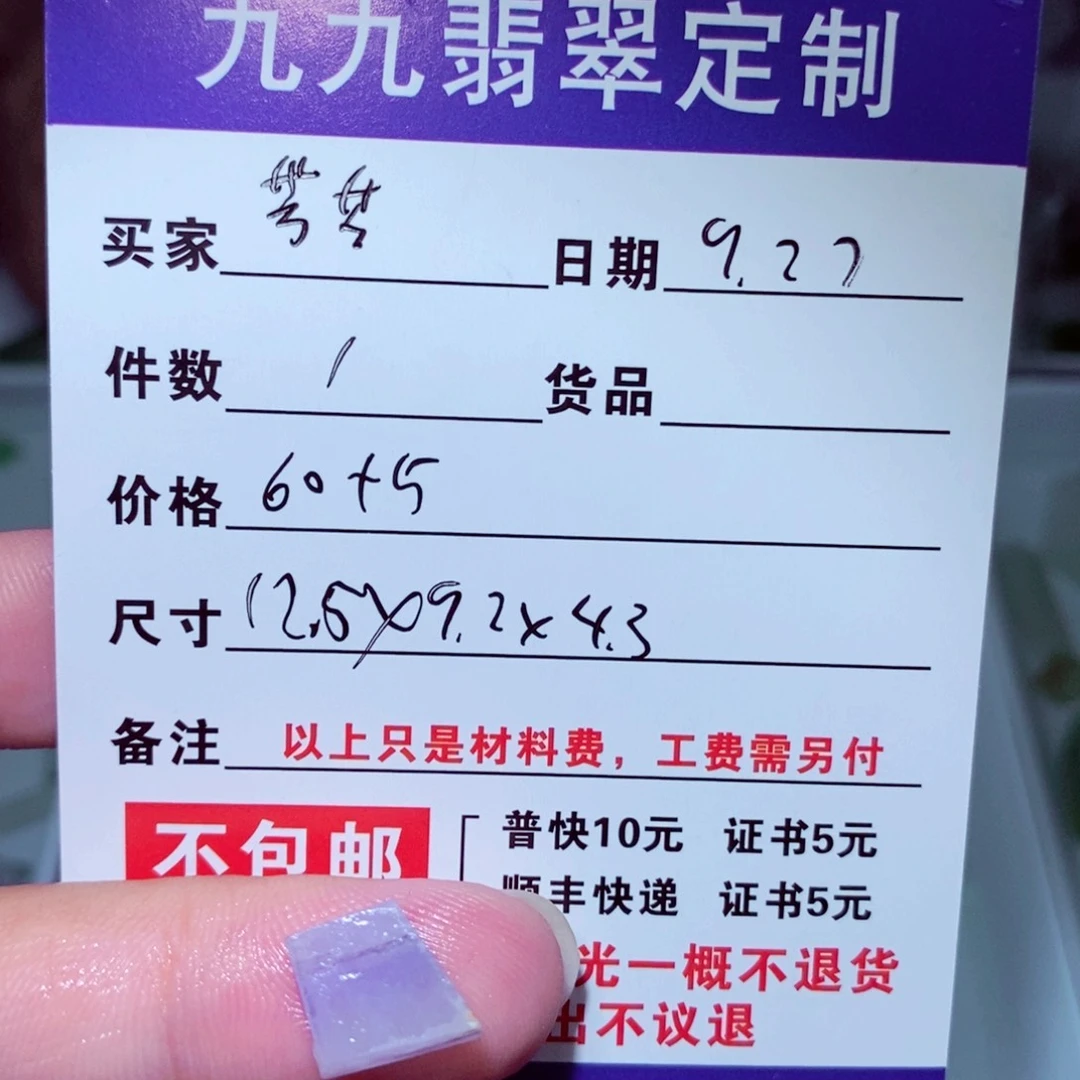 九九翡翠定制
买家 日期 9.27
件数 1 货品
价格 60+5
尺寸 12.5x9.2x4.3
备注 以上只是材料费，工费需另付
不包邮 普快10元 证书5元
顺丰快递 证书5元
光一概不退货
出不议退